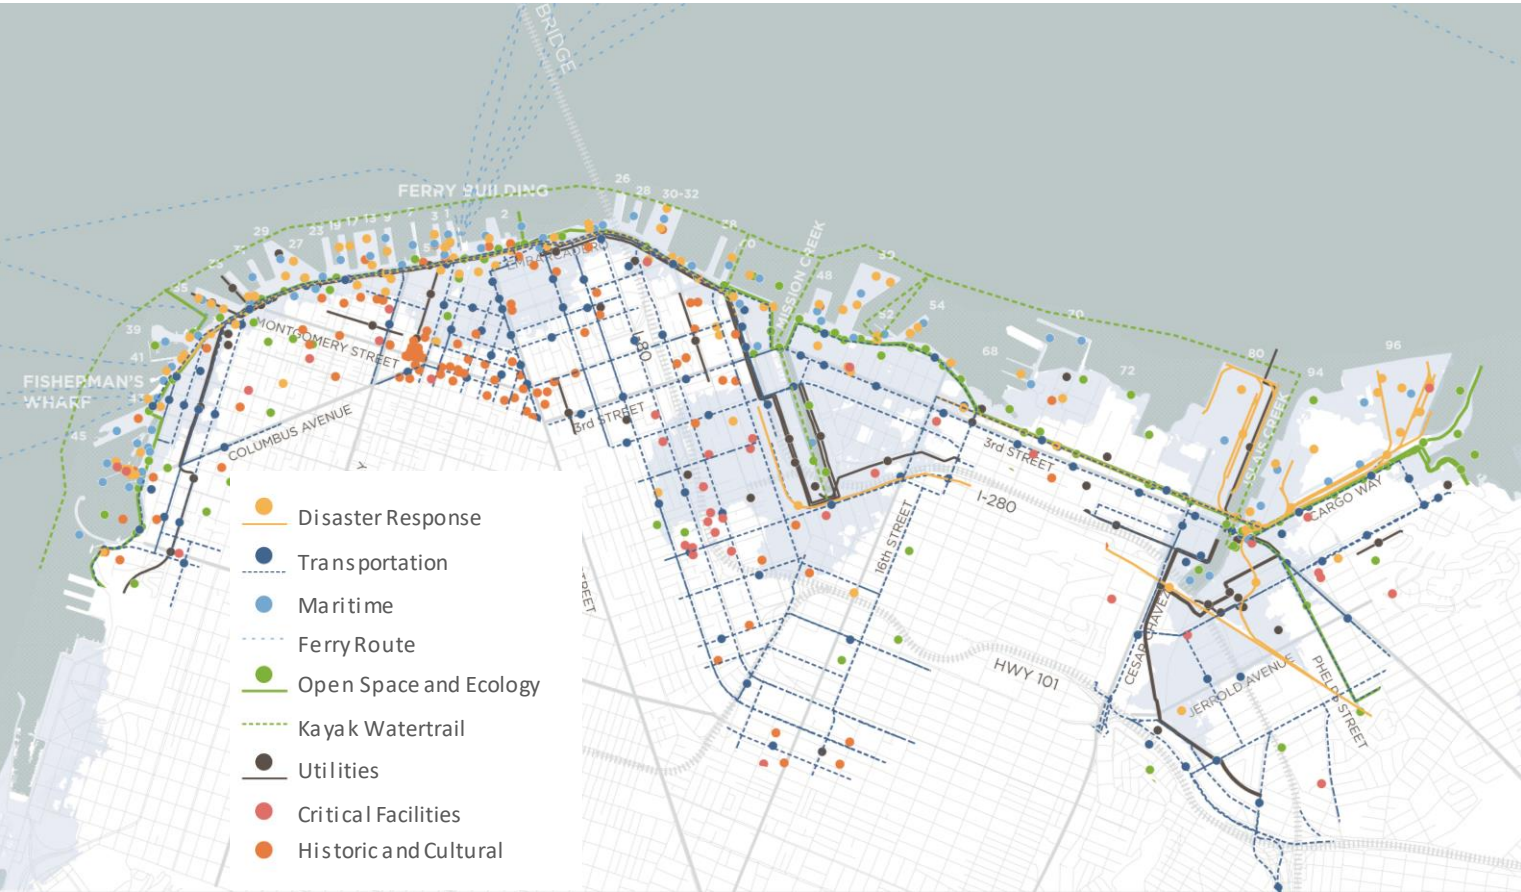 BRIDGE
FERRY BUILDING
26
28
30-32
29
27
23
19
17
9
3
1
2
5
35
39
41
45
FISHERMAN'S
WHARF
EMBARCADERO
MONTGOMERY STREET
COLUMBUS AVENUE
I-80
3rd STREET
MISSION CREEK
48
52
54
68
70
72
80
94
96
ISLAIS CREEK
3rd STREET
I-280
CARGO WAY
16th STREET
HWY 101
CESAR CHAVEZ
JERROLD AVENUE
PHELPS STREET
Disaster Response
Transportation
Maritime
Ferry Route
Open Space and Ecology
Kayak Watertrail
Utilities
Critical Facilities
Historic and Cultural